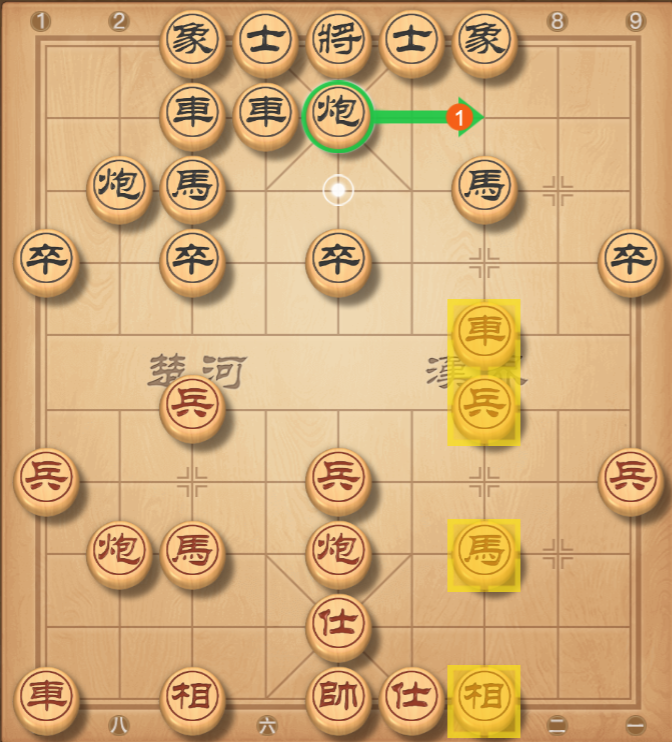 1 2 8 9
象 士 將 士 象
車 車 炮 1
炮 馬 馬
卒 卒 卒 卒
車
楚河 漢
兵 兵
兵 兵 兵
炮 馬 炮 馬
仕
車 相 帥 仕 相
八 六 二 一